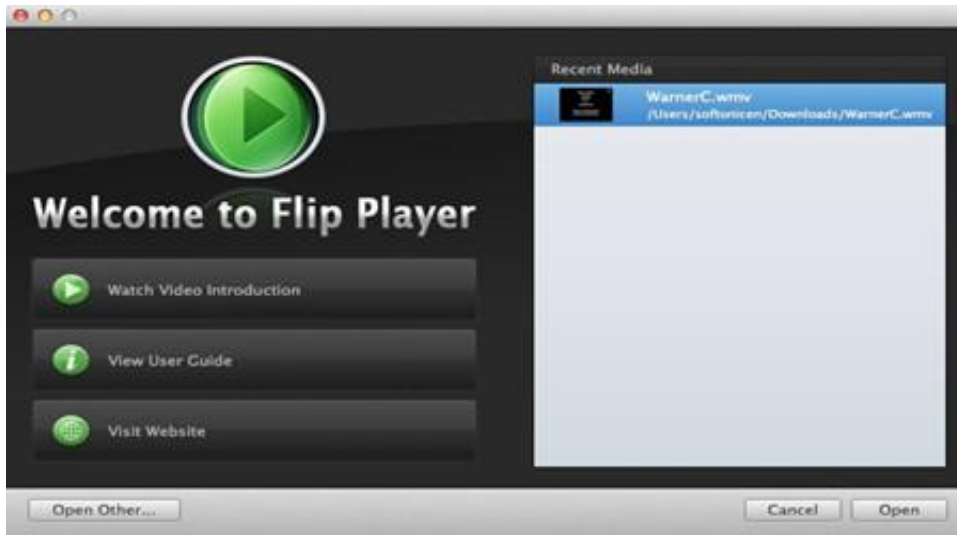 Welcome to Flip Player
Watch Video Introduction
View User Guide
Visit Website
Recent Media
WarnerC.wmv
/Users/softonicen/Downloads/WarnerC.wmv
Open Other...
Cancel
Open